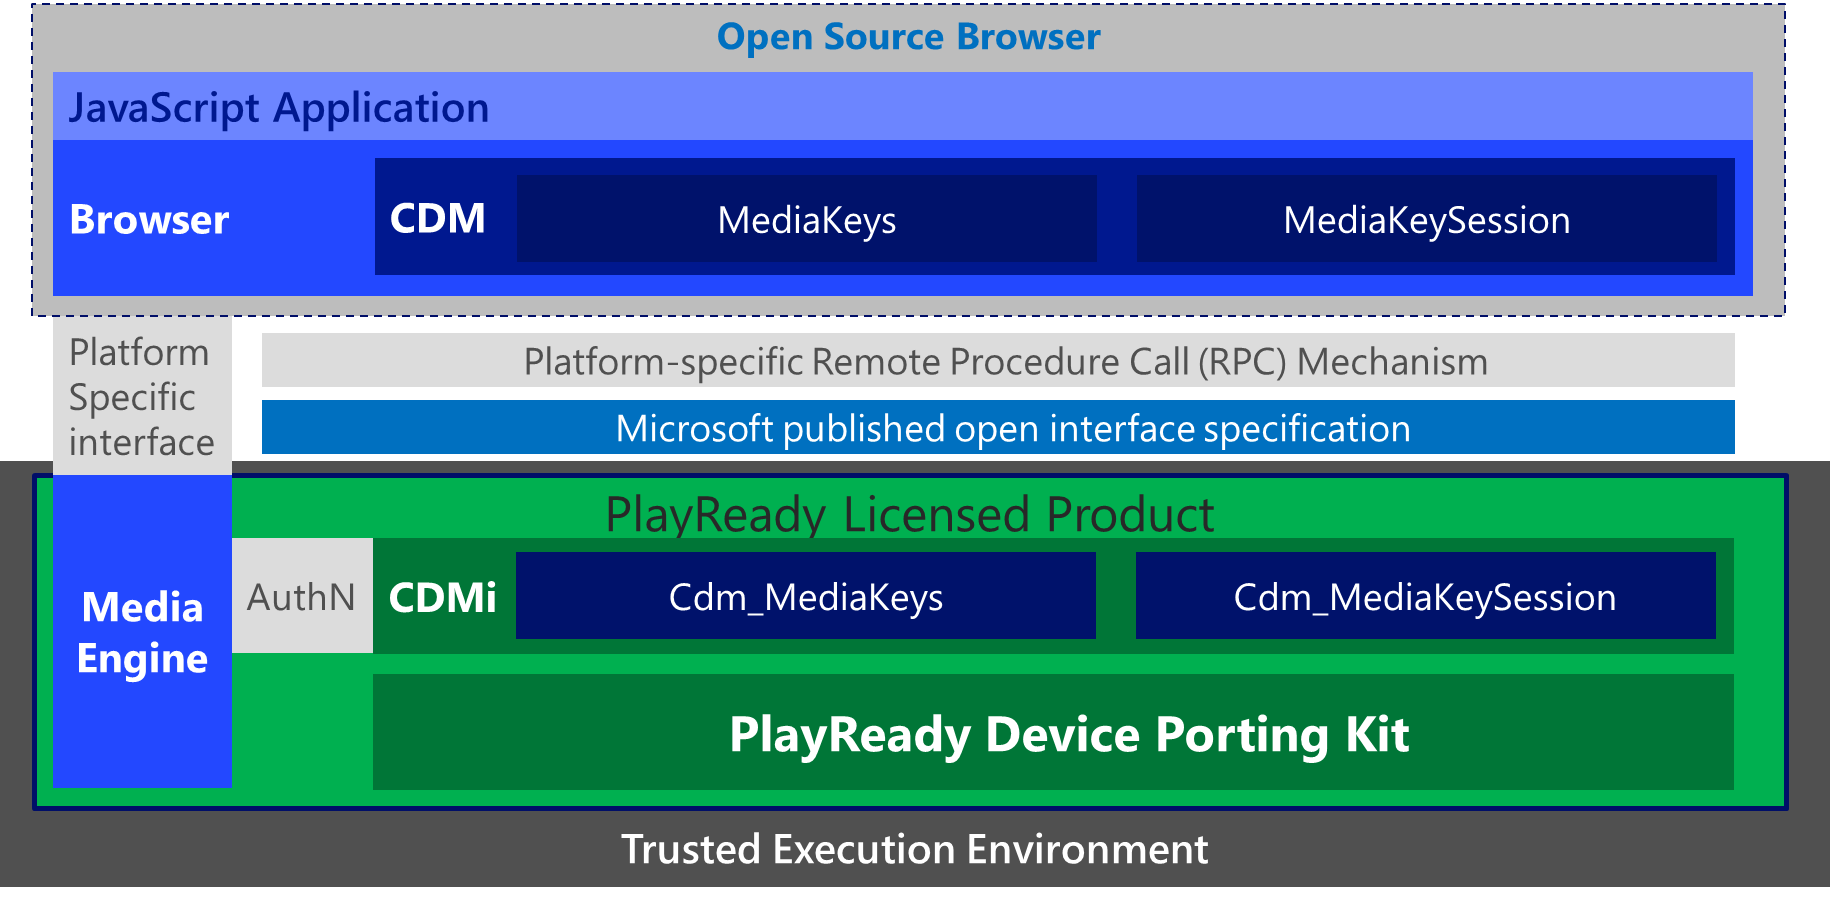 Open Source Browser
JavaScript Application
Browser
CDM
MediaKeys
MediaKeySession
Platform
Specific
interface
Platform-specific Remote Procedure Call (RPC) Mechanism
Microsoft published open interface specification
PlayReady Licensed Product
Media
Engine
AuthN
CDMi
Cdm_MediaKeys
Cdm_MediaKeySession
PlayReady Device Porting Kit
Trusted Execution Environment